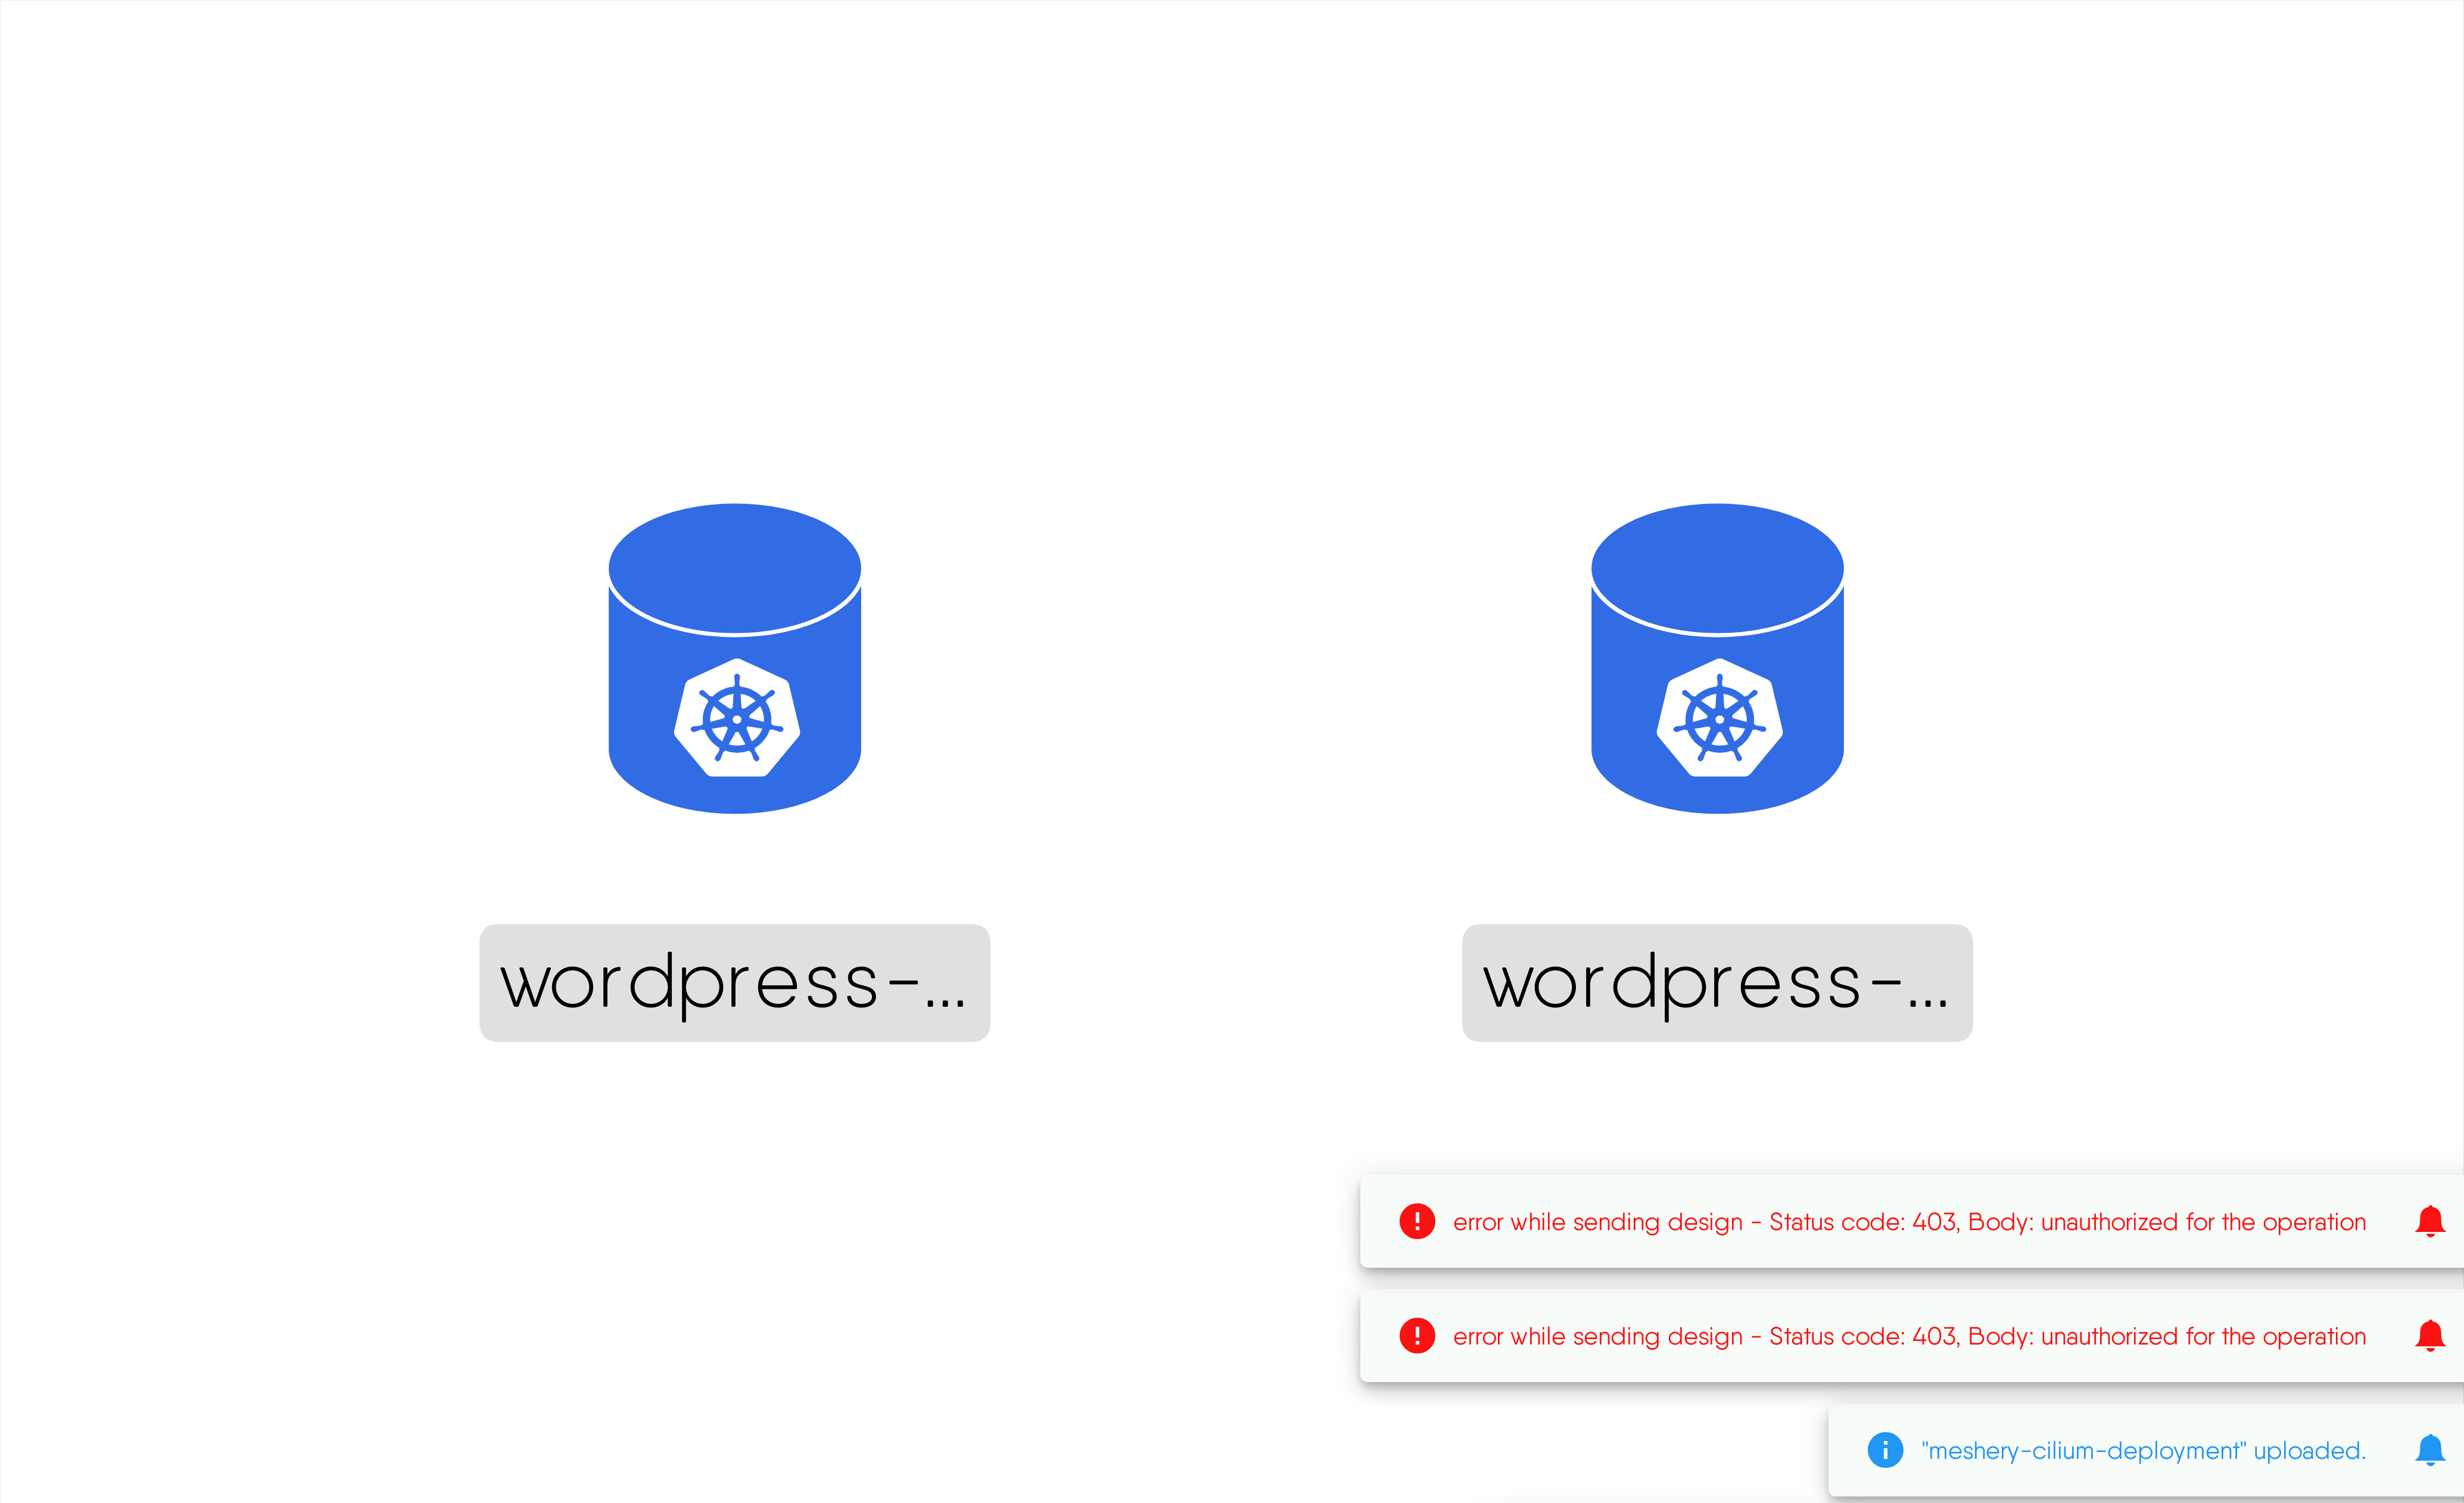 wordpress-...
wordpress-...
error while sending design - Status code: 403, Body: unauthorized for the operation
error while sending design - Status code: 403, Body: unauthorized for the operation
"meshery-cilium-deployment" uploaded.